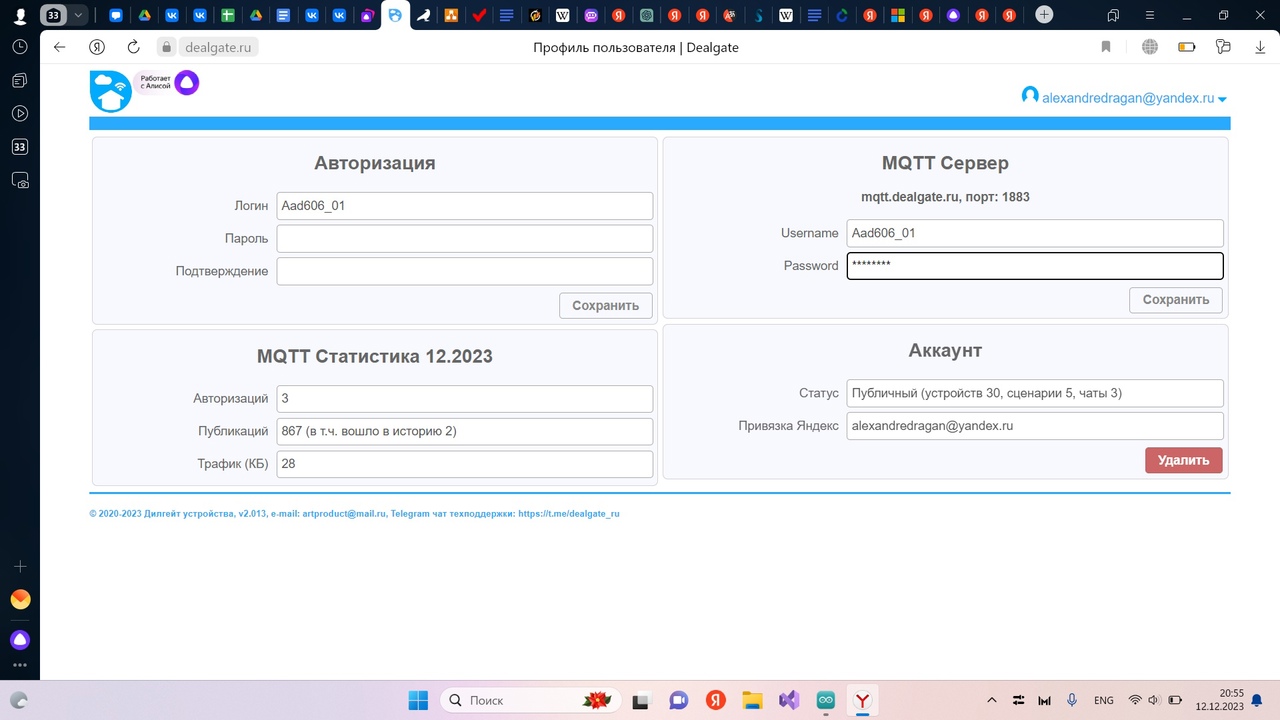 33
dealgate.ru
Профиль пользователя | Dealgate
33
Работает
с Алисой
alexandredragan@yandex.ru
Авторизация
Логин
Aad606_01
Пароль
Подтверждение
Сохранить
MQTT Сервер
mqtt.dealgate.ru, порт: 1883
Username
Aad606_01
Password
********
Сохранить
MQTT Статистика 12.2023
Авторизаций
3
Публикаций
867 (в т.ч. вошло в историю 2)
Трафик (КБ)
28
Аккаунт
Статус
Публичный (устройств 30, сценарии 5, чаты 3)
Привязка Яндекс
alexandredragan@yandex.ru
Удалить
© 2020-2023 Дилгейт устройства, v2.013, e-mail: artproduct@mail.ru, Telegram чат техподдержки: https://t.me/dealgate_ru
Поиск
ENG
20:55
12.12.2023